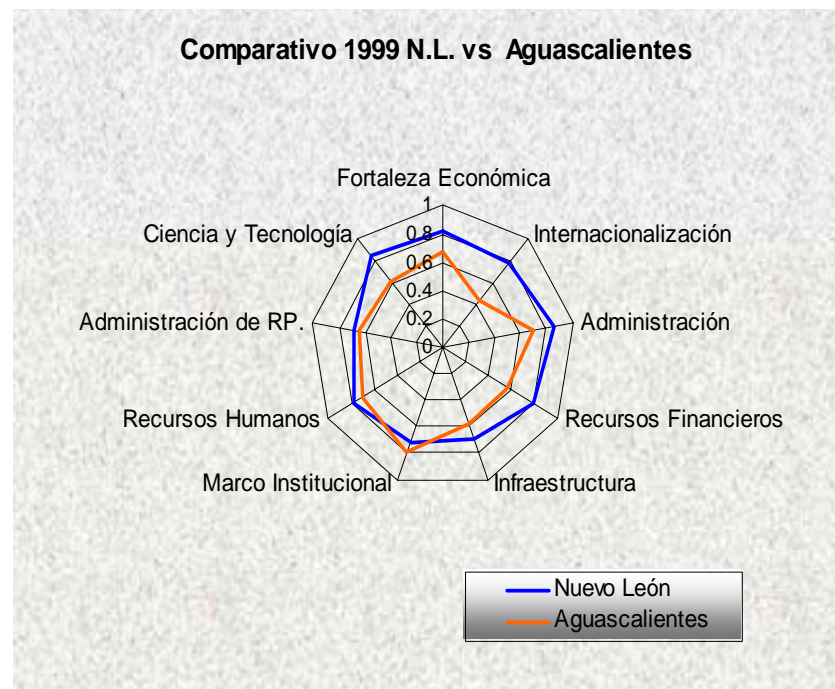 Comparativo 1999 N.L. vs Aguascalientes
Fortaleza Económica
1
Ciencia y Tecnología
0.8
Internacionalización
0.6
0.4
Administración de RP.
0.2
Administración
0
Recursos Humanos
Recursos Financieros
Marco Institucional
Infraestructura
Nuevo León
Aguascalientes